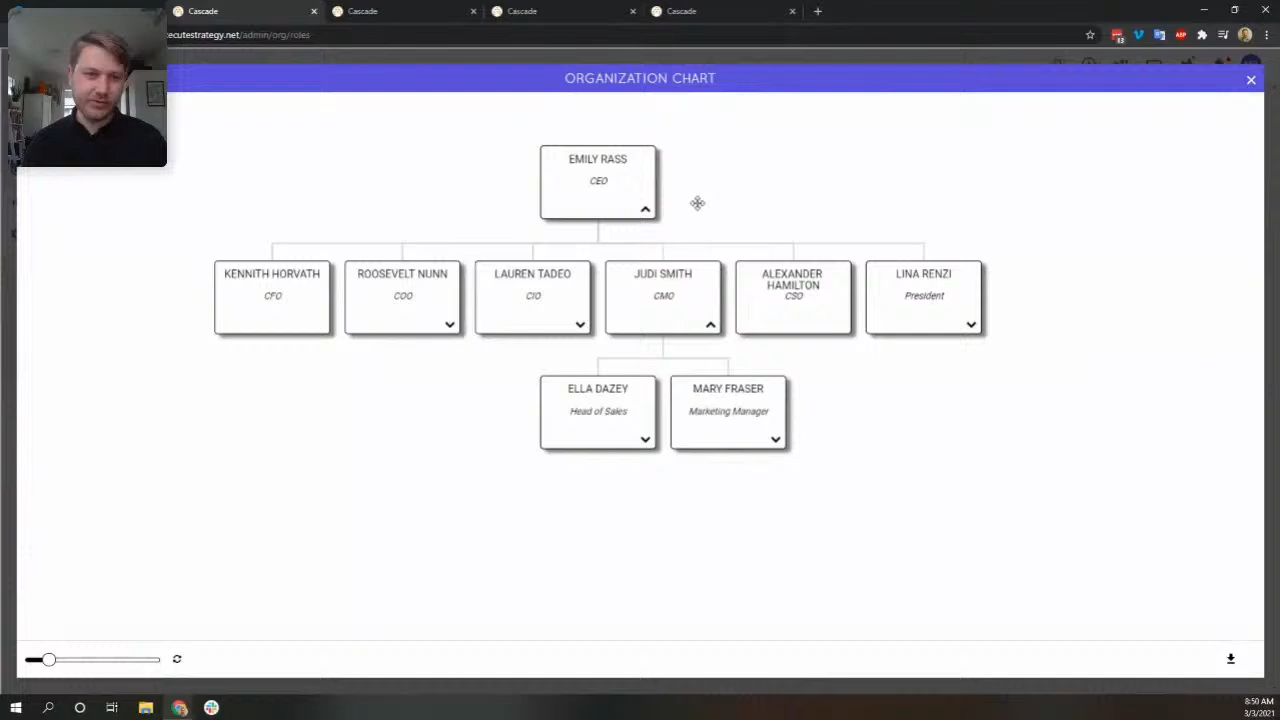 Cascade
Cascade
Cascade
Cascade
ecutestrategy.net/admin/org/roles
ORGANIZATION CHART
EMILY RASS
CEO
KENNITH HORVATH
CFO
ROOSEVELT NUNN
COO
LAUREN TADEO
CIO
JUDI SMITH
CMO
ALEXANDER
HAMILTON
CSO
LINA RENZI
President
ELLA DAZEY
Head of Sales
MARY FRASER
Marketing Manager
8:50 AM
3/3/2021